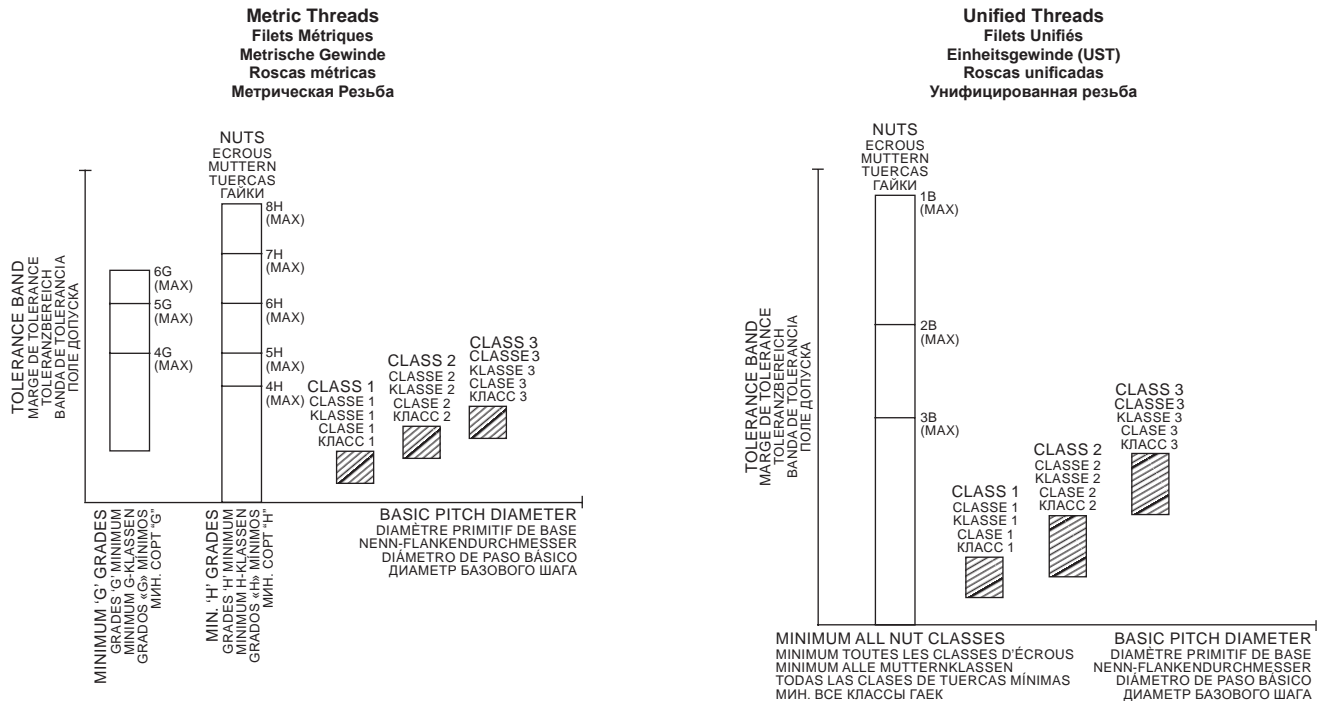 Metric Threads
Filets Métriques
Metrische Gewinde
Roscas métricas
Метрическая Резьба
NUTS
ECROUS
MUTTERN
TUERCAS
ГАЙКИ
8H
(MAX)
7H
(MAX)
6H
(MAX)
5H
(MAX)
4H
(MAX)
6G
(MAX)
5G
(MAX)
4G
(MAX)
TOLERANCE BAND
MARGE DE TOLERANCE
TOLERANZBEREICH
BANDA DE TOLERANCIA
ПОЛЕ ДОПУСКА
CLASS 1
CLASSE 1
KLASSE 1
CLASE 1
КЛАСС 1
CLASS 2
CLASSE 2
KLASSE 2
CLASE 2
КЛАСС 2
CLASS 3
CLASSE 3
KLASSE 3
CLASE 3
КЛАСС 3
MINIMUM ‘G’ GRADES
GRADES ‘G’ MINIMUM
MINIMUM G-KLASSEN
GRADOS «G» MÍNIMOS
МИН. СОРТ “G”
MIN. ‘H’ GRADES
GRADES ‘H’ MINIMUM
MINIMUM H-KLASSEN
GRADOS «H» MÍNIMOS
МИН. СОРТ “H”
BASIC PITCH DIAMETER
DIAMÈTRE PRIMITIF DE BASE
NENN-FLANKENDURCHMESSER
DIÁMETRO DE PASO BÁSICO
ДИАМЕТР БАЗОВОГО ШАГА
Unified Threads
Filets Unifiés
Einheitsgewinde (UST)
Roscas unificadas
Унифицированная резьба
NUTS
ECROUS
MUTTERN
TUERCAS
ГАЙКИ
1B
(MAX)
2B
(MAX)
3B
(MAX)
TOLERANCE BAND
MARGE DE TOLERANCE
TOLERANZBEREICH
BANDA DE TOLERANCIA
ПОЛЕ ДОПУСКА
CLASS 1
CLASSE 1
KLASSE 1
CLASE 1
КЛАСС 1
CLASS 2
CLASSE 2
KLASSE 2
CLASE 2
КЛАСС 2
CLASS 3
CLASSE 3
KLASSE 3
CLASE 3
КЛАСС 3
MINIMUM ALL NUT CLASSES
MINIMUM TOUTES LES CLASSES D’ÉCROUS
MINIMUM ALLE MUTTERNKLASSEN
TODAS LAS CLASES DE TUERCAS MÍNIMAS
МИН. ВСЕ КЛАССЫ ГАЕК
BASIC PITCH DIAMETER
DIAMÈTRE PRIMITIF DE BASE
NENN-FLANKENDURCHMESSER
DIÁMETRO DE PASO BÁSICO
ДИАМЕТР БАЗОВОГО ШАГА